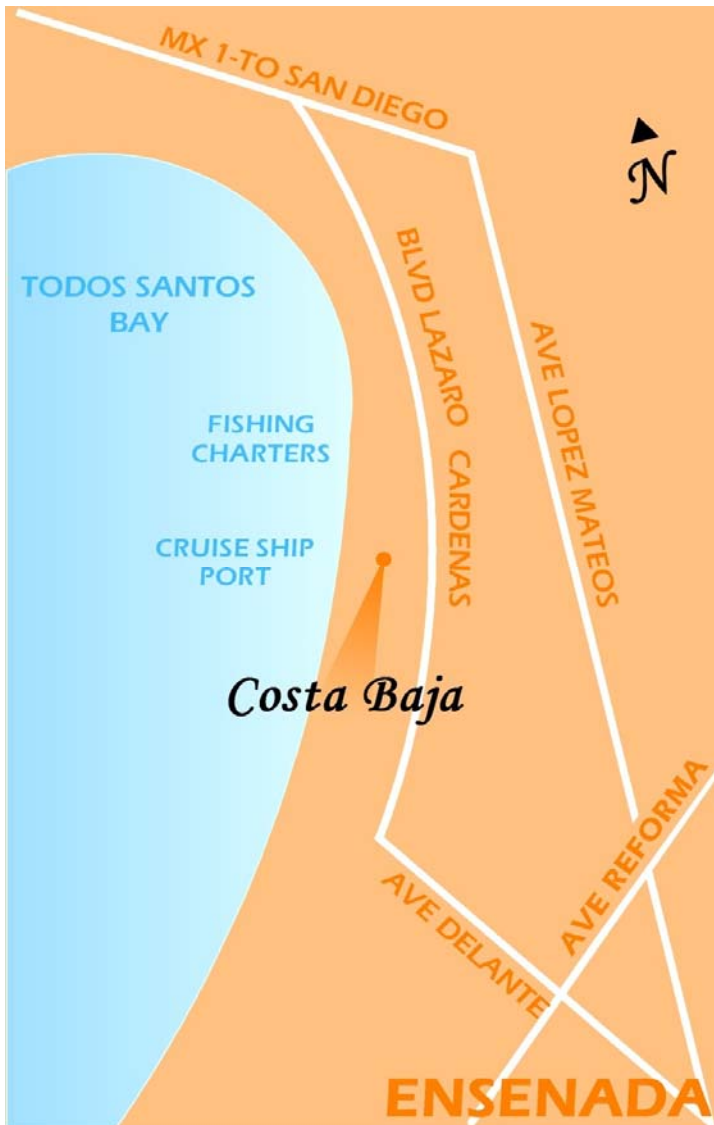 MX 1-TO SAN DIEGO
N
BLVD LAZARO CARDENAS
AVE LOPEZ MATEOS
TODOS SANTOS
BAY
FISHING
CHARTERS
CRUISE SHIP
PORT
Costa Baja
AVE REFORMA
AVE DELANTE
ENSENADA